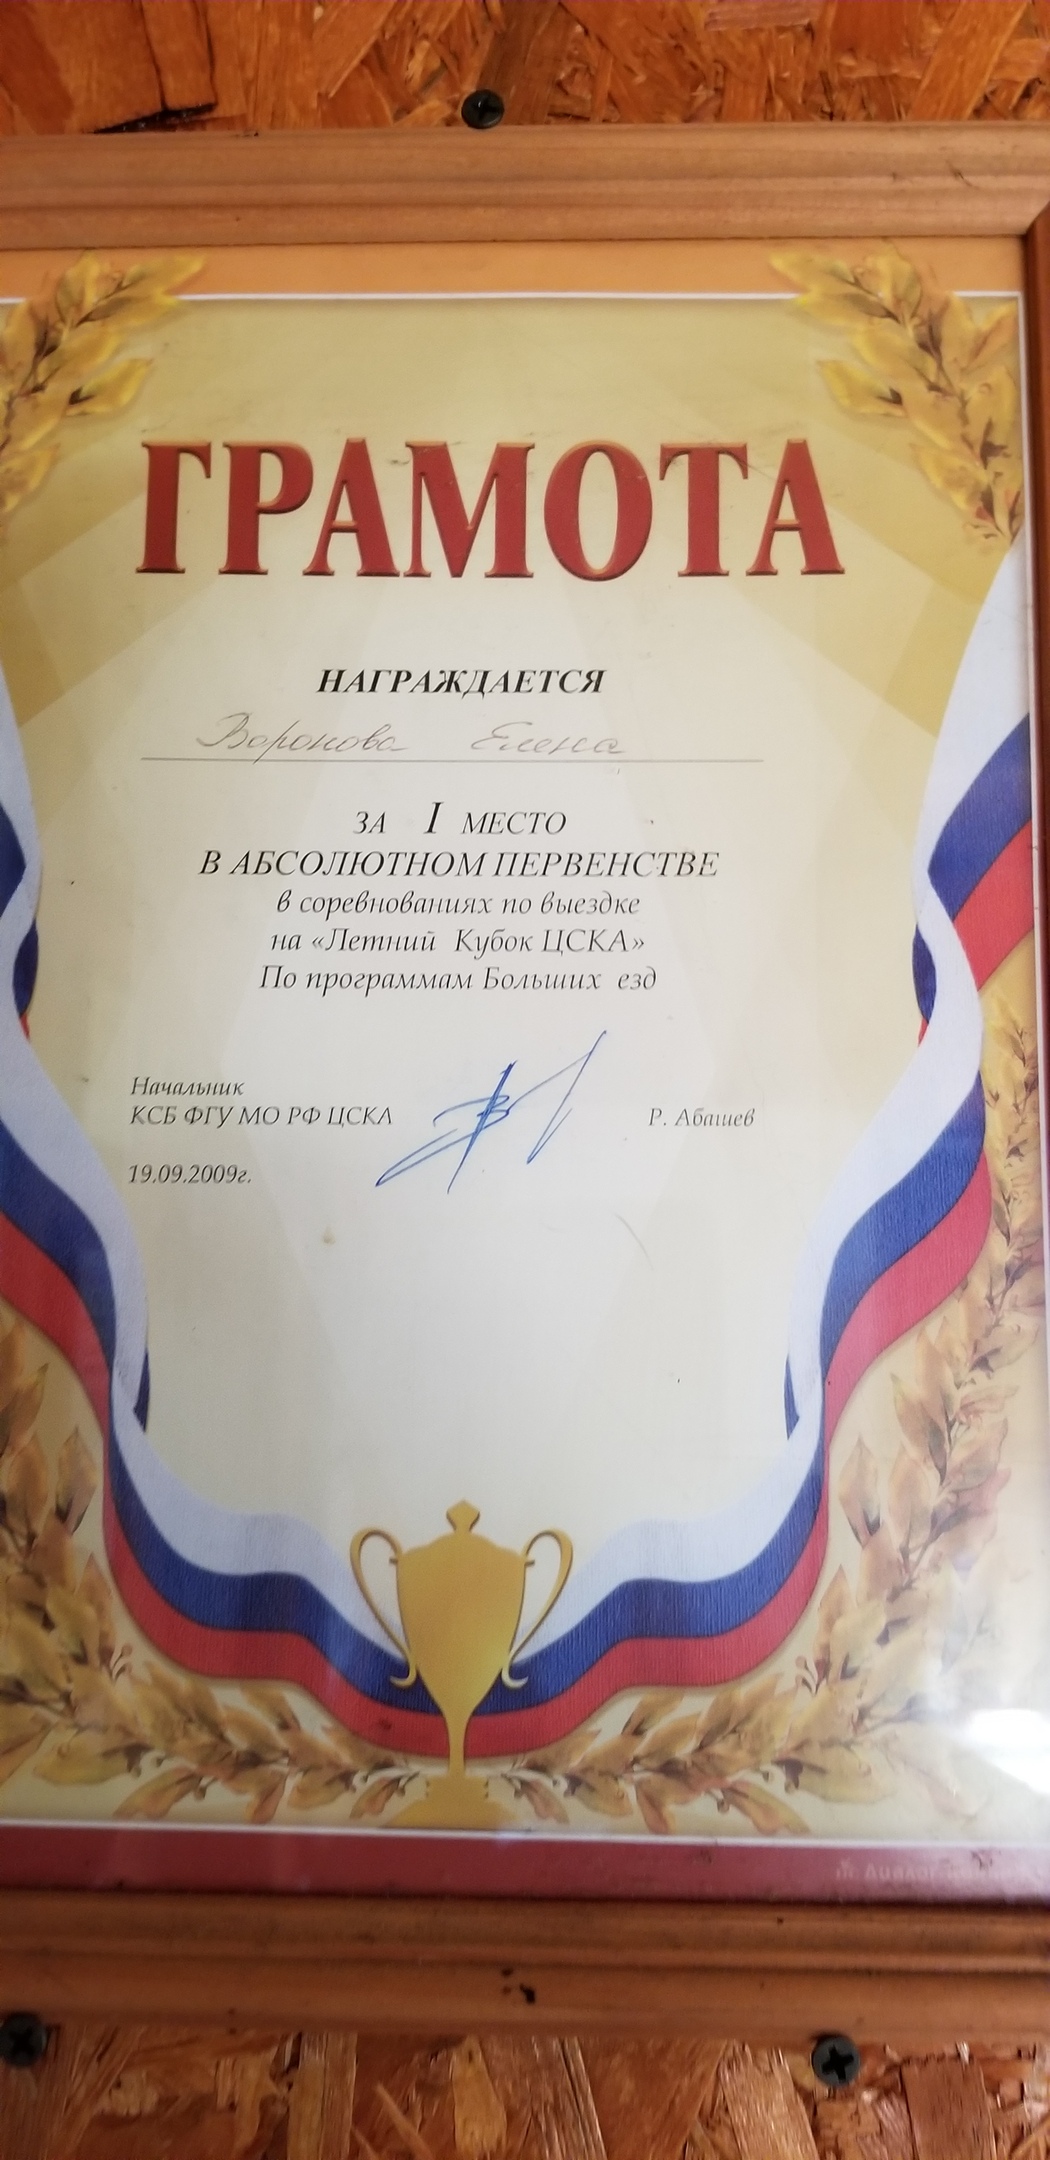 ГРАМОТА
НАГРАЖДАЕТСЯ
Воронова Елена
ЗА I МЕСТО
В АБСОЛЮТНОМ ПЕРВЕНСТВЕ
в соревнованиях по выездке
на «Летний Кубок ЦСКА»
По программам Больших езд
Начальник
КСБ ФГУ МО РФ ЦСКА Р. Абашев
19.09.2009г.